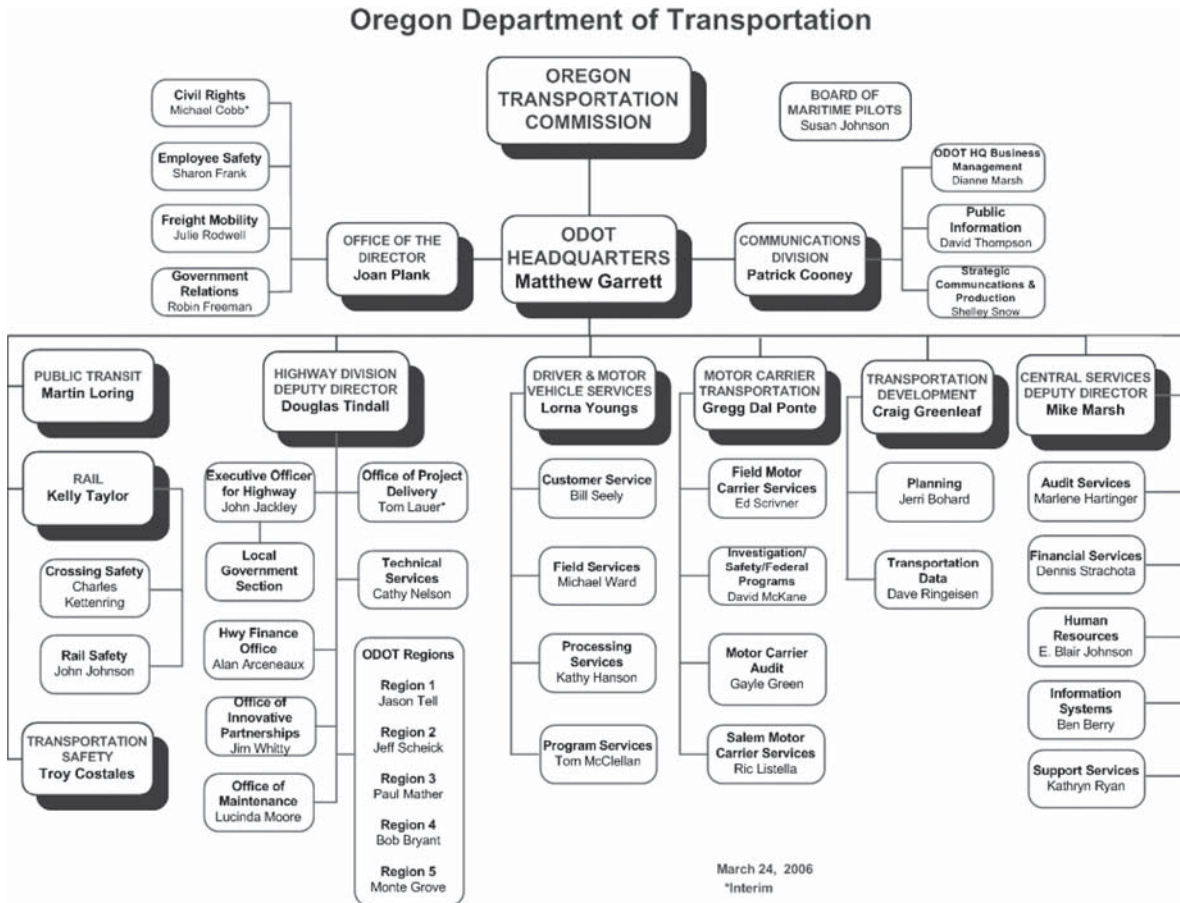 Oregon Department of Transportation
OREGON
TRANSPORTATION
COMMISSION
BOARD OF
MARITIME PILOTS
Susan Johnson
Civil Rights
Michael Cobb*
Employee Safety
Sharon Frank
Freight Mobility
Julie Rodwell
Government
Relations
Robin Freeman
OFFICE OF THE
DIRECTOR
Joan Plank
ODOT
HEADQUARTERS
Matthew Garrett
COMMUNICATIONS
DIVISION
Patrick Cooney
ODOT HQ Business
Management
Dianne Marsh
Public
Information
David Thompson
Strategic
Communcations &
Production
Shelley Snow
PUBLIC TRANSIT
Martin Loring
RAIL
Kelly Taylor
Crossing Safety
Charles
Kettenring
Rail Safety
John Johnson
TRANSPORTATION
SAFETY
Troy Costales
HIGHWAY DIVISION
DEPUTY DIRECTOR
Douglas Tindall
Executive Officer
for Highway
John Jackley
Local
Government
Section
Hwy Finance
Office
Alan Arceneaux
Office of
Innovative
Partnerships
Jim Whitty
Office of
Maintenance
Lucinda Moore
Office of Project
Delivery
Tom Lauer*
Technical
Services
Cathy Nelson
ODOT Regions
Region 1
Jason Tell
Region 2
Jeff Scheick
Region 3
Paul Mather
Region 4
Bob Bryant
Region 5
Monte Grove
DRIVER & MOTOR
VEHICLE SERVICES
Lorna Youngs
Customer Service
Bill Seely
Field Services
Michael Ward
Processing
Services
Kathy Hanson
Program Services
Tom McClellan
MOTOR CARRIER
TRANSPORTATION
Gregg Dal Ponte
Field Motor
Carrier Services
Ed Scrivner
Investigation/
Safety/Federal
Programs
David McKane
Motor Carrier
Audit
Gayle Green
Salem Motor
Carrier Services
Ric Listella
TRANSPORTATION
DEVELOPMENT
Craig Greenleaf
Planning
Jerri Bohard
Transportation
Data
Dave Ringeisen
CENTRAL SERVICES
DEPUTY DIRECTOR
Mike Marsh
Audit Services
Marlene Hartinger
Financial Services
Dennis Strachota
Human
Resources
E. Blair Johnson
Information
Systems
Ben Berry
Support Services
Kathryn Ryan
March 24, 2006
*Interim